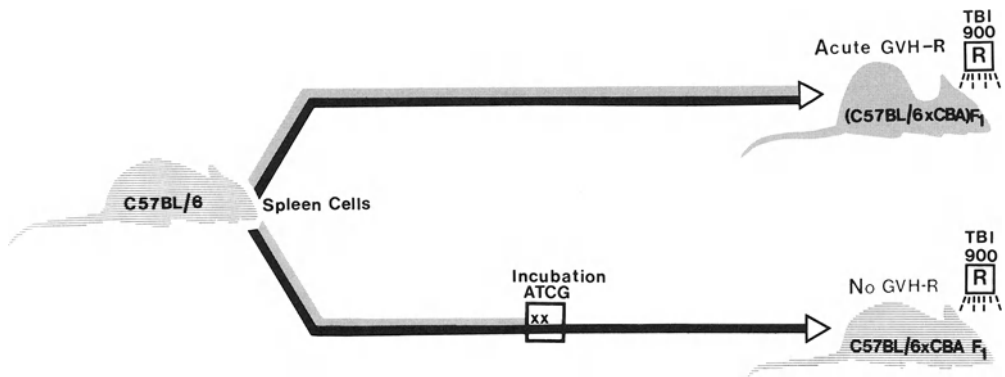 TBI
900
R
Acute GVH-R
(C57BL/6xCBA)F1
C57BL/6
Spleen Cells
Incubation
ATCG
xx
TBI
900
R
No GVH-R
C57BL/6xCBA F1